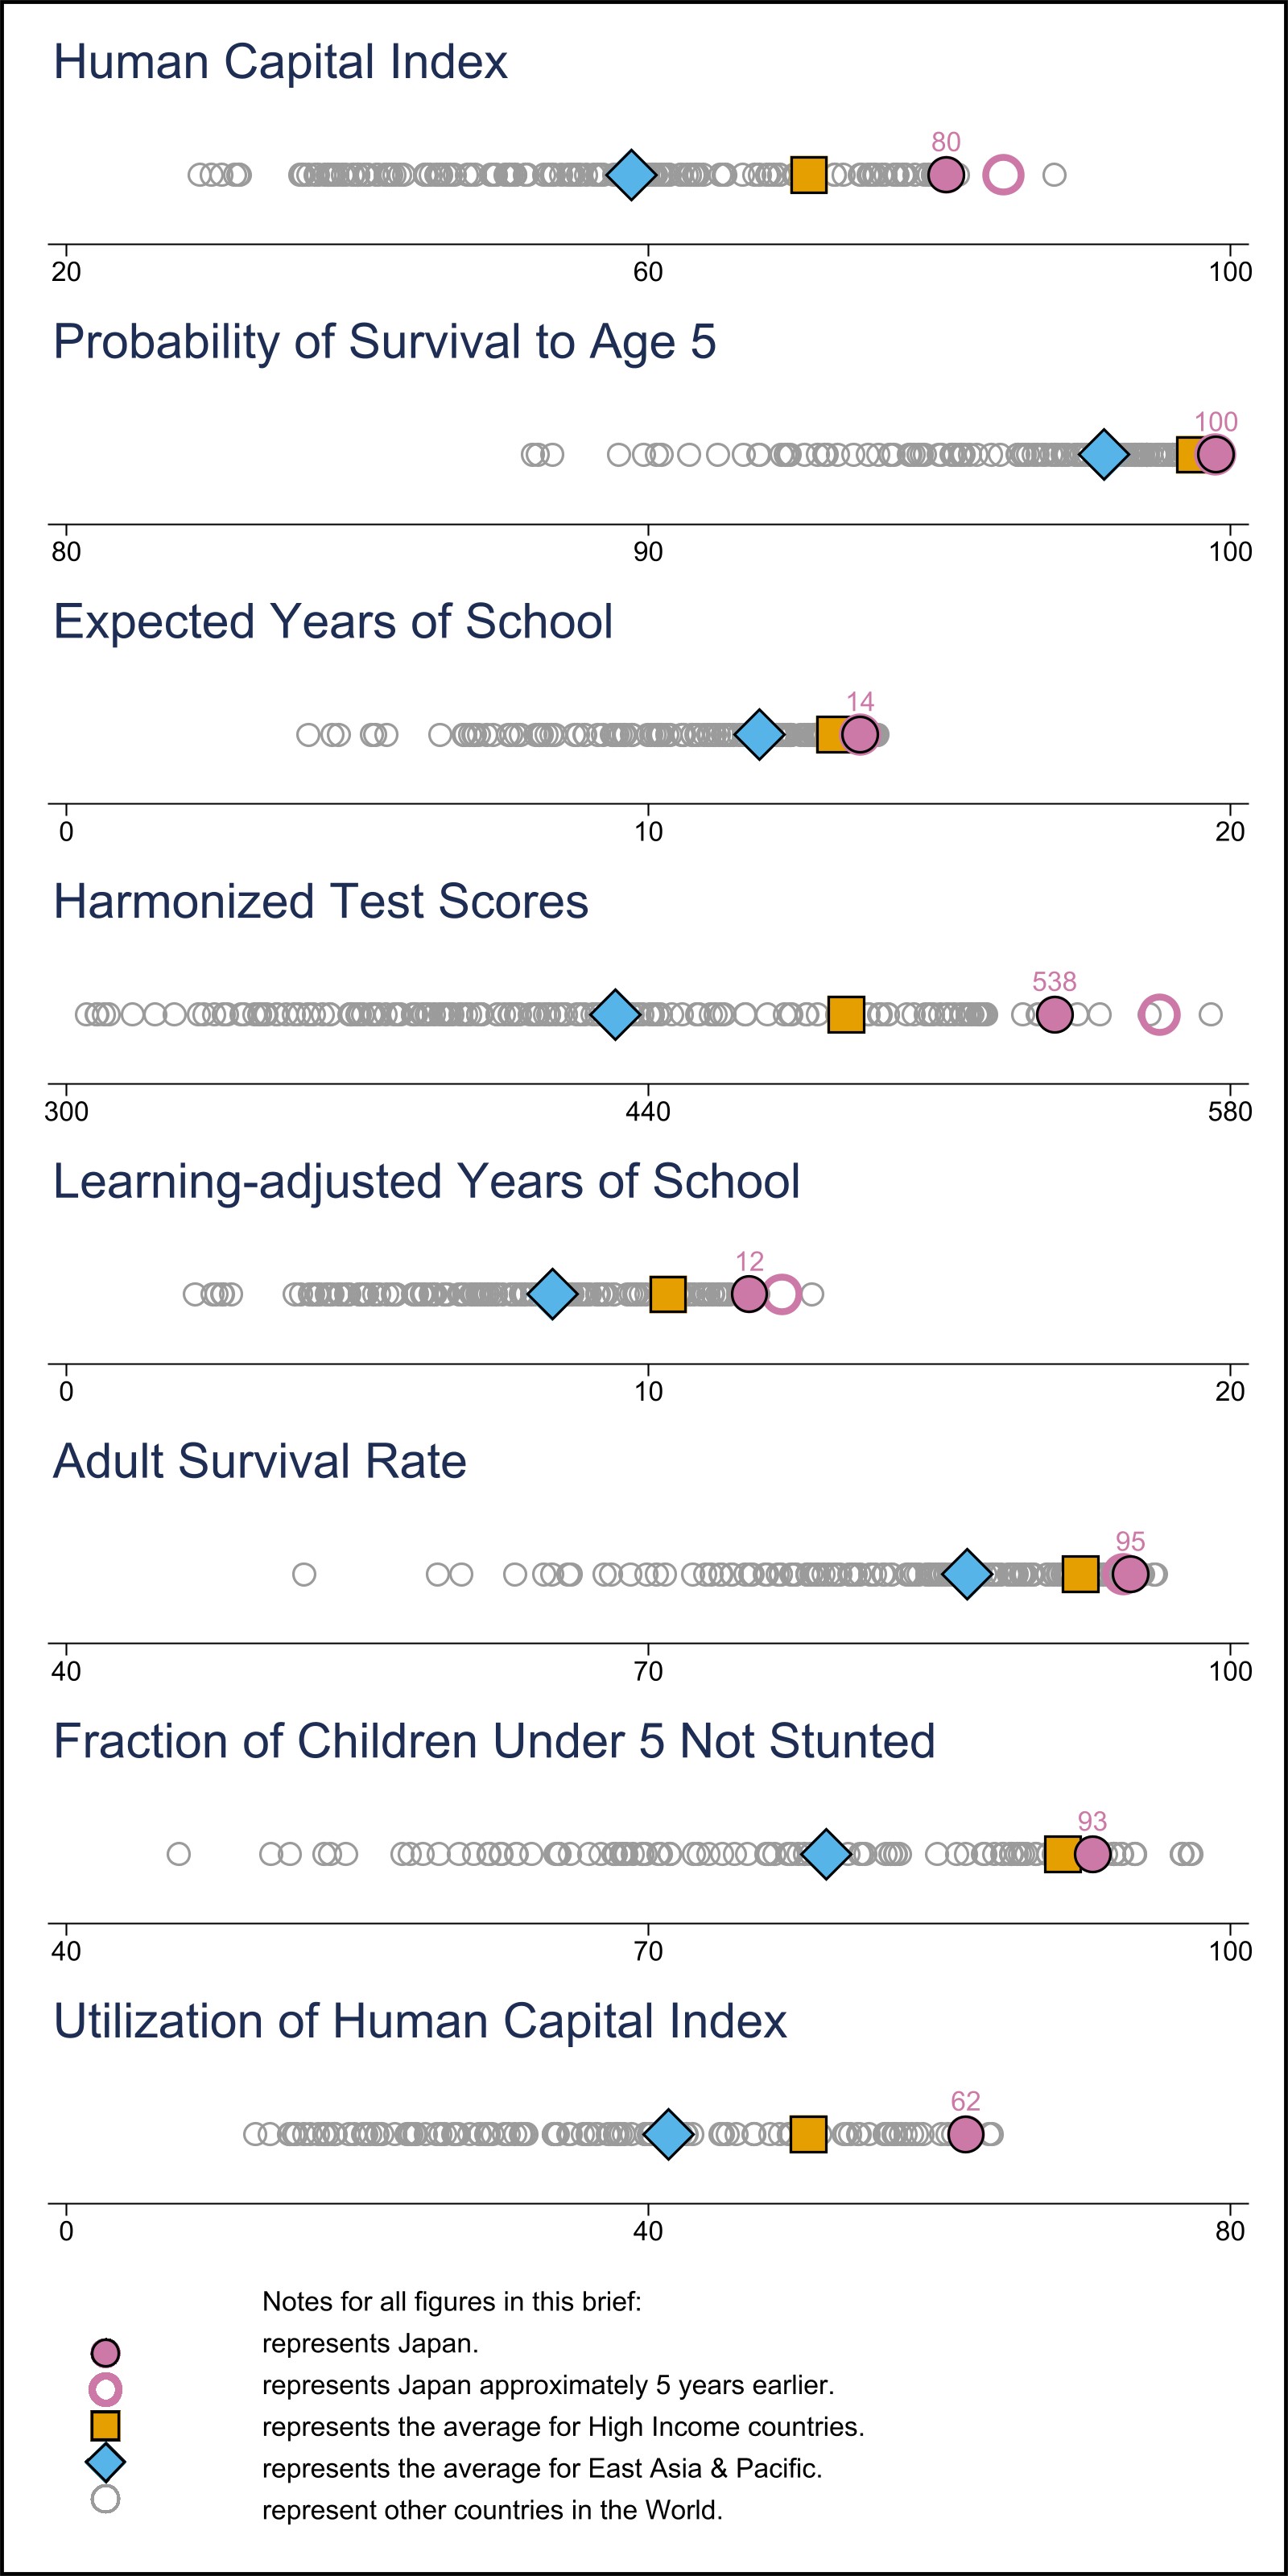 Human Capital Index
80
20 60 100
Probability of Survival to Age 5
100
80 90 100
Expected Years of School
14
0 10 20
Harmonized Test Scores
538
300 440 580
Learning-adjusted Years of School
12
0 10 20
Adult Survival Rate
95
40 70 100
Fraction of Children Under 5 Not Stunted
93
40 70 100
Utilization of Human Capital Index
62
0 40 80
Notes for all figures in this brief:
represents Japan.
represents Japan approximately 5 years earlier.
represents the average for High Income countries.
represents the average for East Asia & Pacific.
represent other countries in the World.